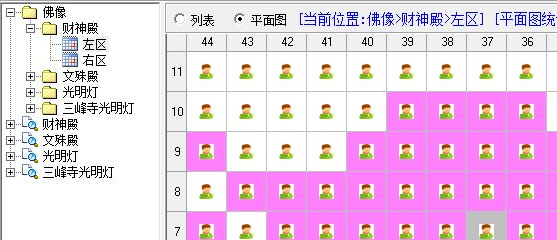 佛像
财神殿
左区
右区
文殊殿
光明灯
三峰寺光明灯
财神殿
文殊殿
光明灯
三峰寺光明灯
列表 平面图 [当前位置:佛像>财神殿>左区] [平面图统
44 43 42 41 40 39 38 37 36
11
10
9
8
7